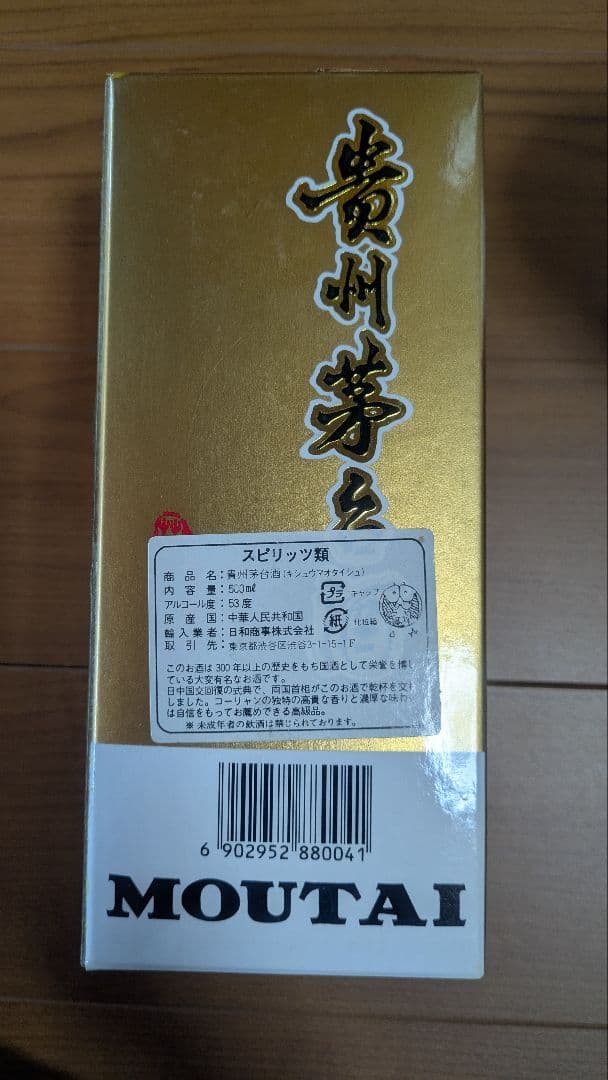 貴州茅台
スピリッツ類
商品名：貴州茅台酒（キシュウマオタイシュ）
内容量：500㎖
アルコール度：53度
原産国：中華人民共和国
輸入業者：日和商事株式会社
取引先：東京都渋谷区渋谷3-1-15-1F
プラ キャップ
紙 化粧箱
このお酒は300年以上の歴史をもち国酒として栄誉を博し
ている大変有名なお酒です。
日中国交回復の式典で、両国首相がこのお酒で乾杯を交わ
しました。コーリャンの独特の高貴な香りと濃厚な味わ
は自信をもってお薦めできる高級品。
※ 未成年者の飲酒は禁じられております。
6 902952 880041
MOUTAI